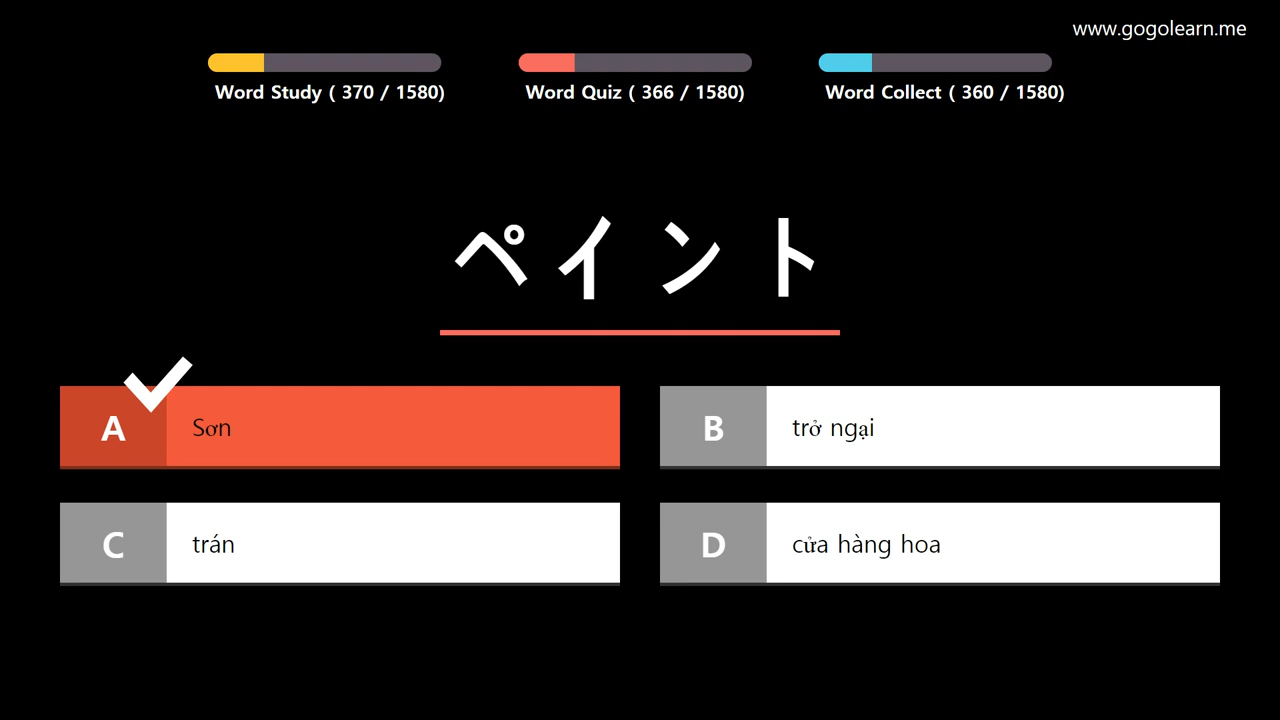 www.gogolearn.me
Word Study ( 370 / 1580)
Word Quiz ( 366 / 1580)
Word Collect ( 360 / 1580)
ペイント
A Sơn
B trở ngại
C trán
D cửa hàng hoa